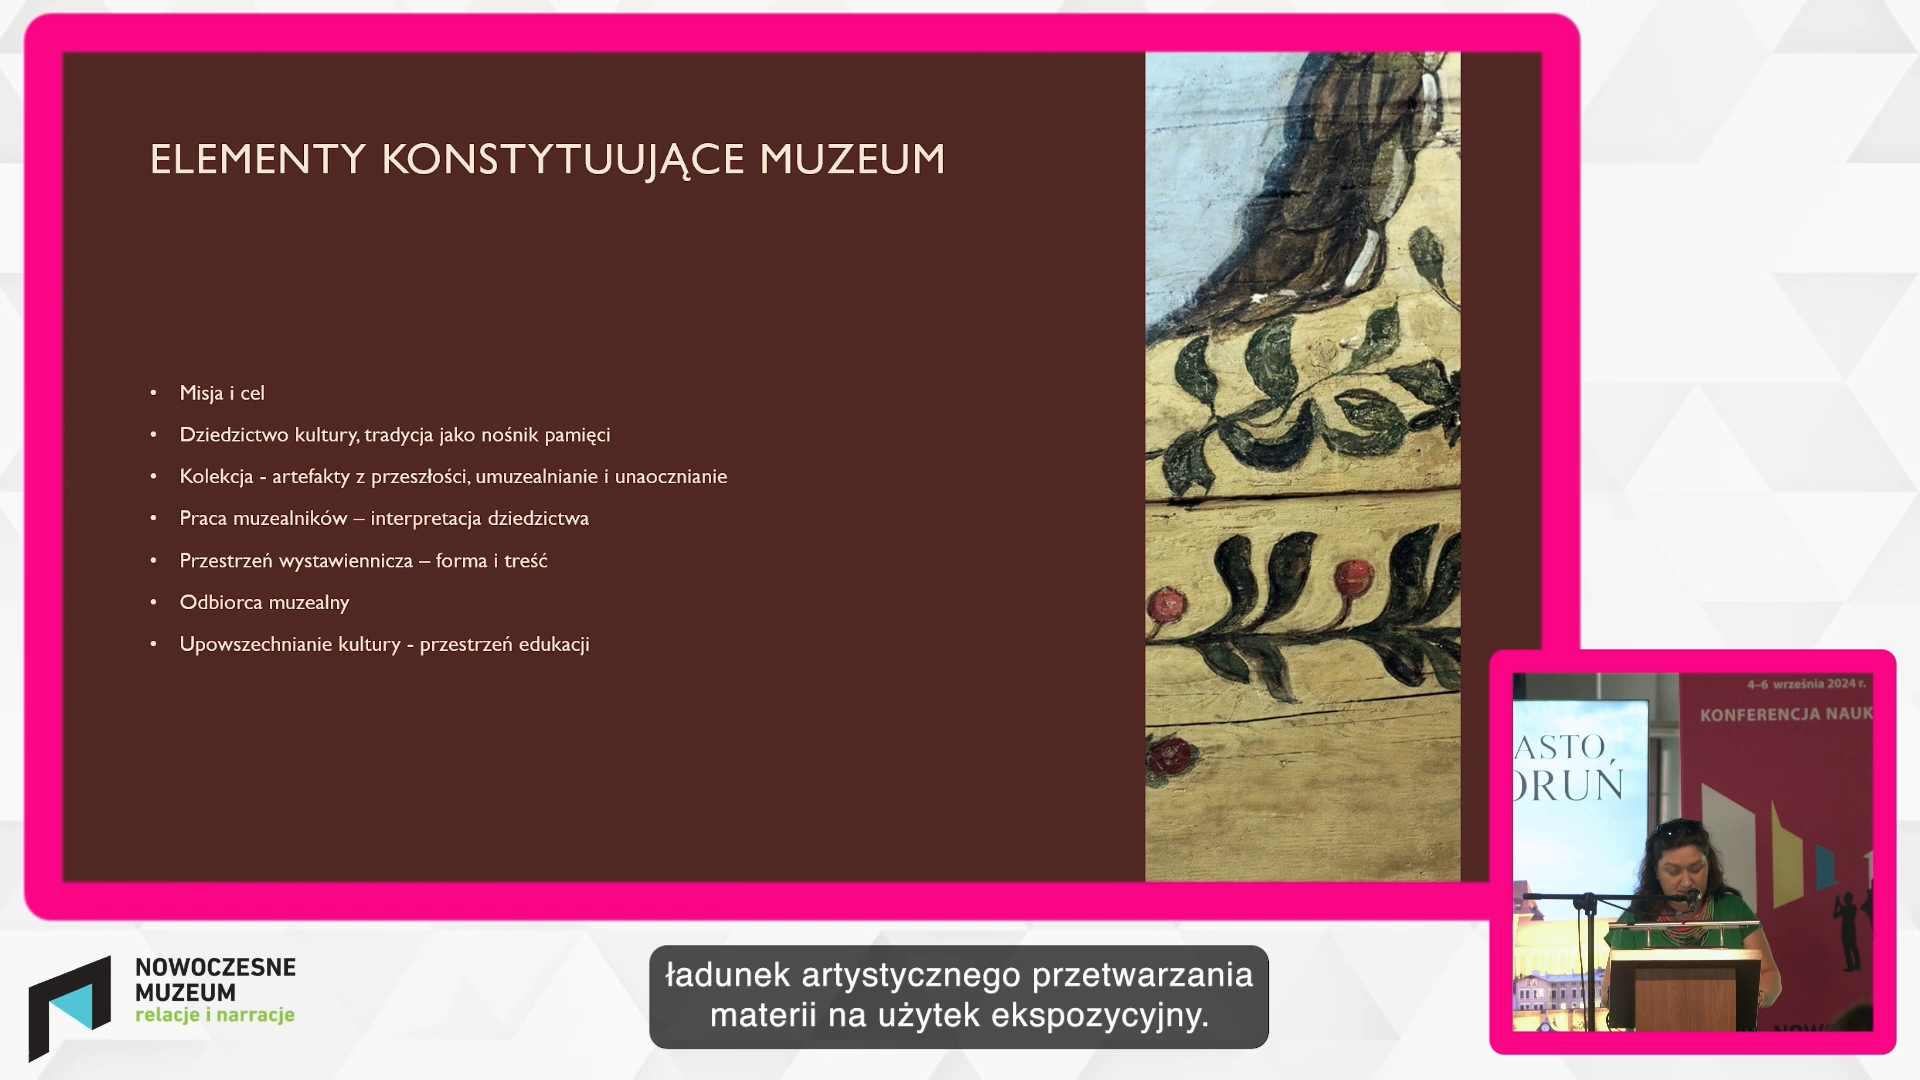 ELEMENTY KONSTYTUUJĄCE MUZEUM
• Misja i cel
• Dziedzictwo kultury, tradycja jako nośnik pamięci
• Kolekcja - artefakty z przeszłości, umuzealnianie i unaocznianie
• Praca muzealników – interpretacja dziedzictwa
• Przestrzeń wystawiennicza – forma i treść
• Odbiorca muzealny
• Upowszechnianie kultury - przestrzeń edukacji
4–6 września 2024 r.
KONFERENCJA NAUK
ASTO,
ORUŃ
NOWOCZESNE
MUZEUM
relacje i narracje
ładunek artystycznego przetwarzania
materii na użytek ekspozycyjny.